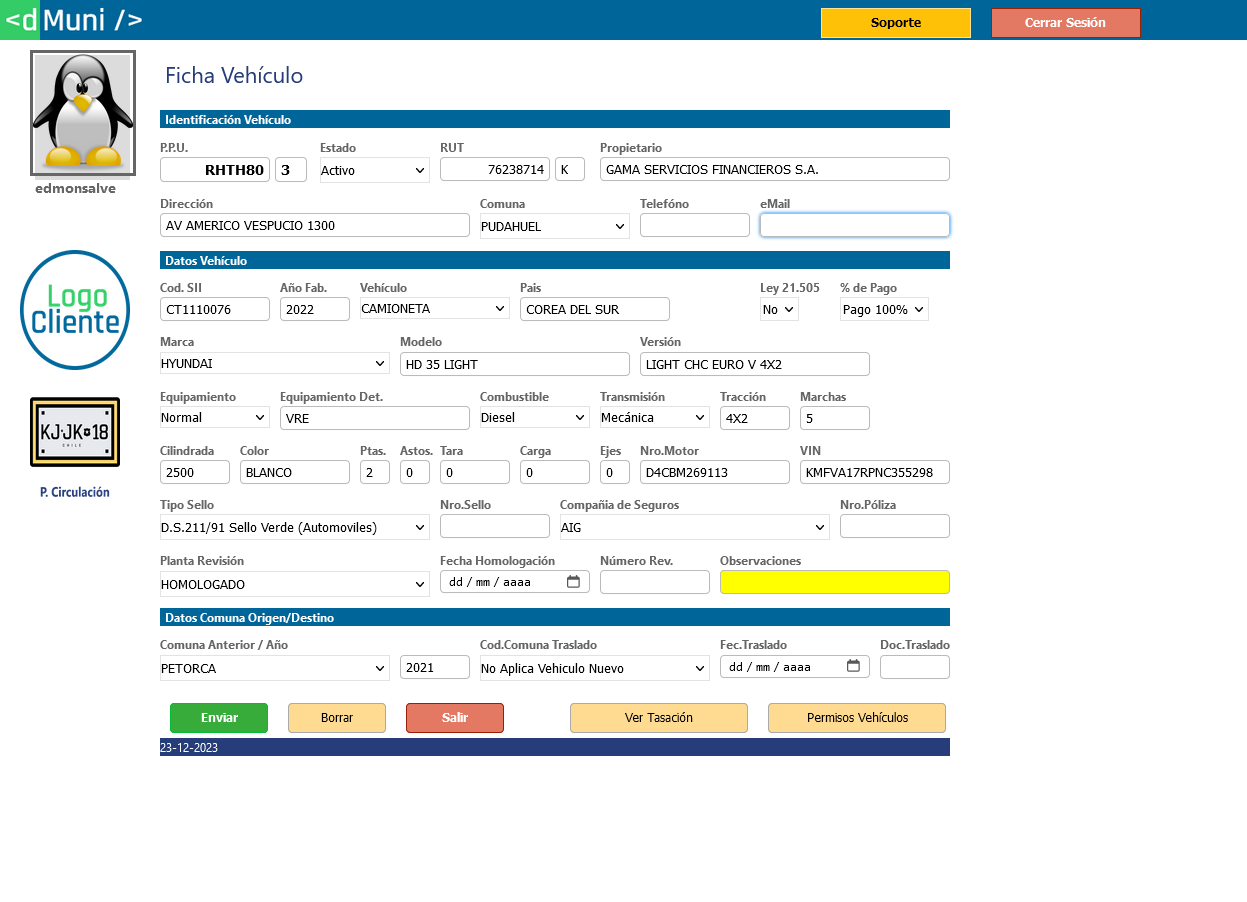 <d Muni />
Soporte
Cerrar Sesión
edmonsalve
Logo
Cliente
KJ·JK 18
CHILE
P. Circulación
Ficha Vehículo
Identificación Vehículo
P.P.U. Estado RUT Propietario
RHTH80 3 Activo 76238714 K GAMA SERVICIOS FINANCIEROS S.A.
Dirección Comuna Telefóno eMail
AV AMERICO VESPUCIO 1300 PUDAHUEL
Datos Vehículo
Cod. SII Año Fab. Vehículo Pais Ley 21.505 % de Pago
CT1110076 2022 CAMIONETA COREA DEL SUR No Pago 100%
Marca Modelo Versión
HYUNDAI HD 35 LIGHT LIGHT CHC EURO V 4X2
Equipamiento Equipamiento Det. Combustible Transmisión Tracción Marchas
Normal VRE Diesel Mecánica 4X2 5
Cilindrada Color Ptas. Astos. Tara Carga Ejes Nro.Motor VIN
2500 BLANCO 2 0 0 0 0 D4CBM269113 KMFVA17RPNC355298
Tipo Sello Nro.Sello Compañia de Seguros Nro.Póliza
D.S.211/91 Sello Verde (Automoviles) AIG
Planta Revisión Fecha Homologación Número Rev. Observaciones
HOMOLOGADO dd / mm / aaaa
Datos Comuna Origen/Destino
Comuna Anterior / Año Cod.Comuna Traslado Fec.Traslado Doc.Traslado
PETORCA 2021 No Aplica Vehiculo Nuevo dd / mm / aaaa
Enviar Borrar Salir Ver Tasación Permisos Vehículos
23-12-2023